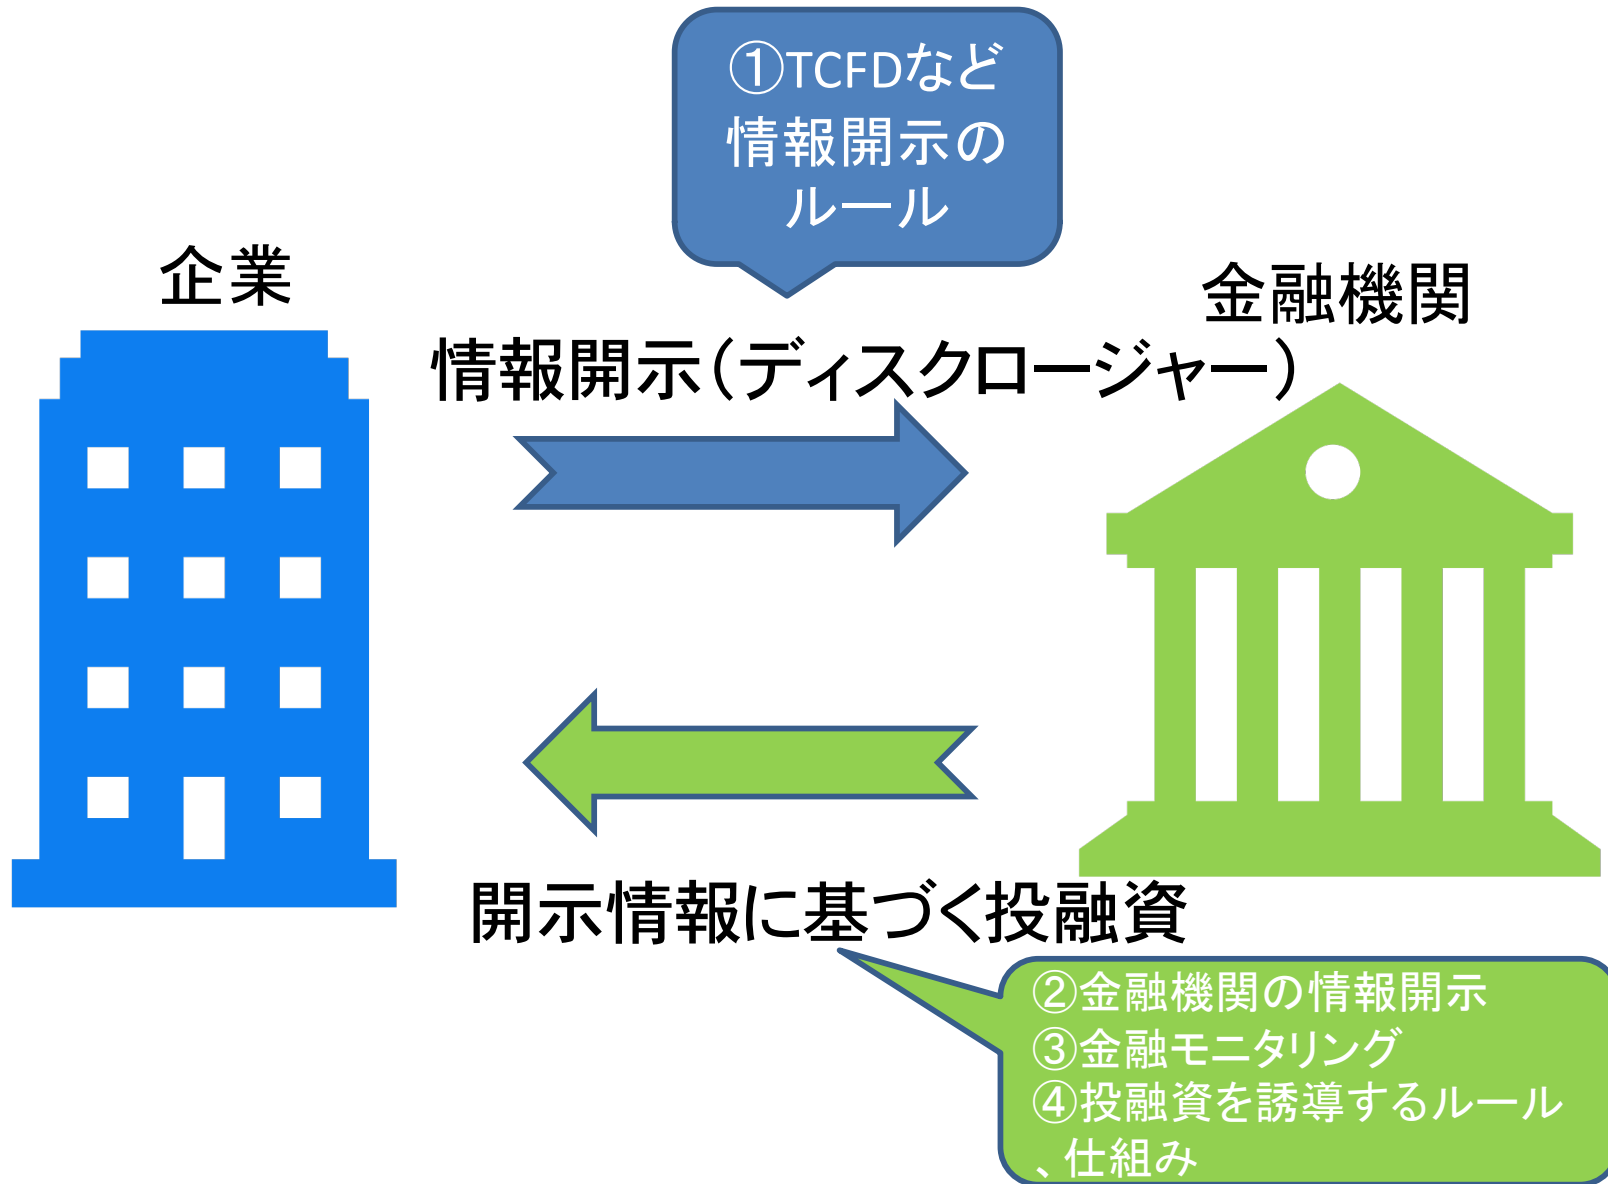 ①TCFDなど
情報開示の
ルール
企業
金融機関
情報開示(ディスクロージャー)
開示情報に基づく投融資
②金融機関の情報開示
③金融モニタリング
④投融資を誘導するルール
、仕組み